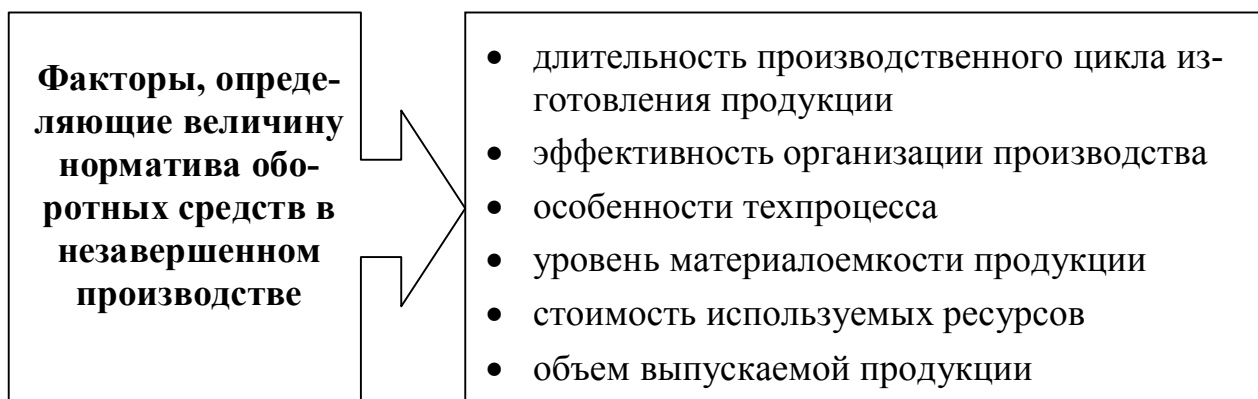 Факторы, опреде-
ляющие величину
норматива обо-
ротных средств в
незавершенном
производстве
• длительность производственного цикла из-
готовления продукции
• эффективность организации производства
• особенности техпроцесса
• уровень материалоемкости продукции
• стоимость используемых ресурсов
• объем выпускаемой продукции